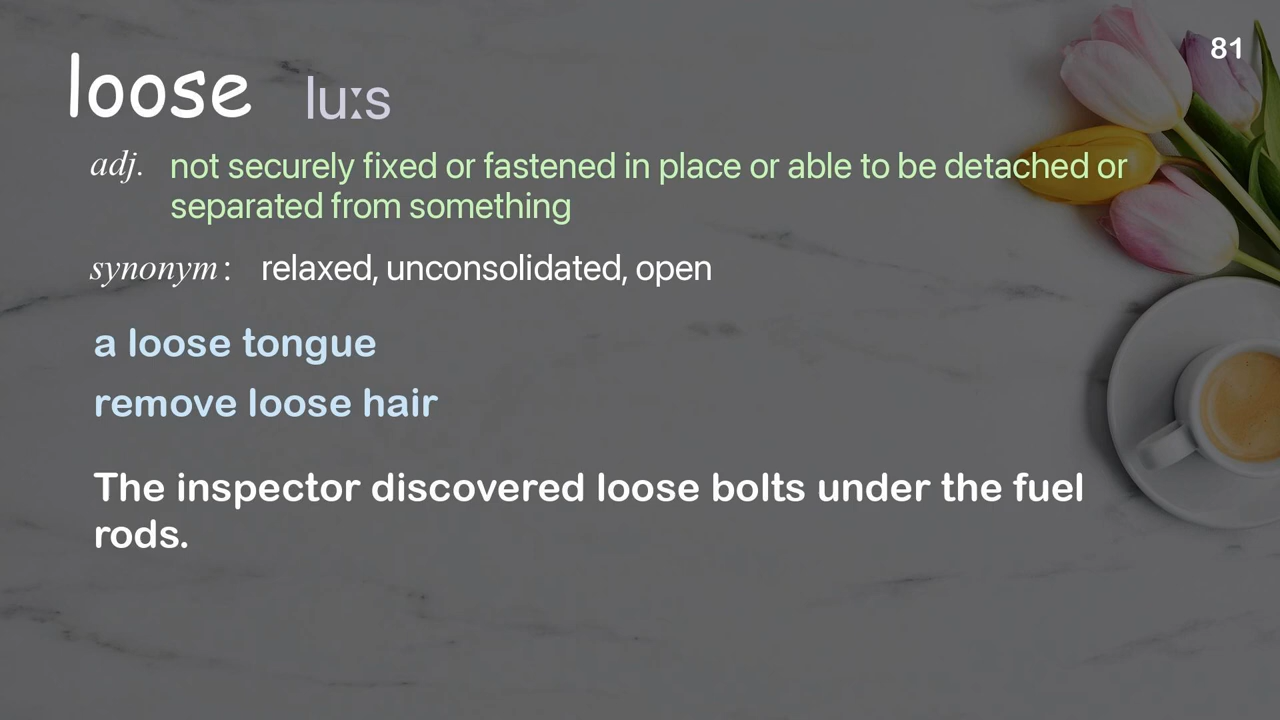 81
loose luːs
adj. not securely fixed or fastened in place or able to be detached or
separated from something
synonym: relaxed, unconsolidated, open
a loose tongue
remove loose hair
The inspector discovered loose bolts under the fuel
rods.